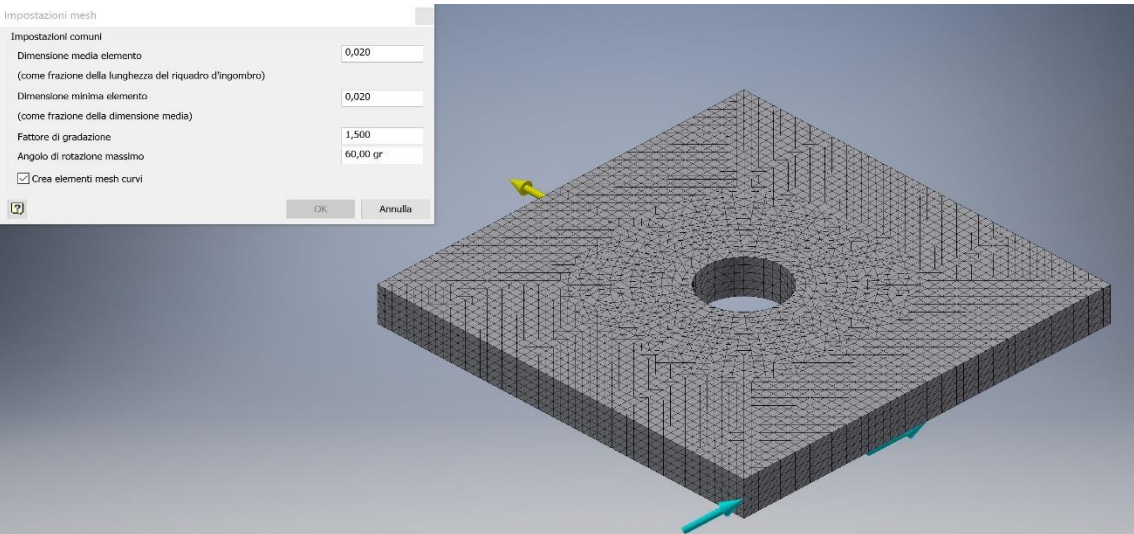 Impostazioni mesh
Impostazioni comuni
Dimensione media elemento 0,020
(come frazione della lunghezza del riquadro d'ingombro)
Dimensione minima elemento 0,020
(come frazione della dimensione media)
Fattore di gradazione 1,500
Angolo di rotazione massimo 60,00 gr
Crea elementi mesh curvi
? OK Annulla